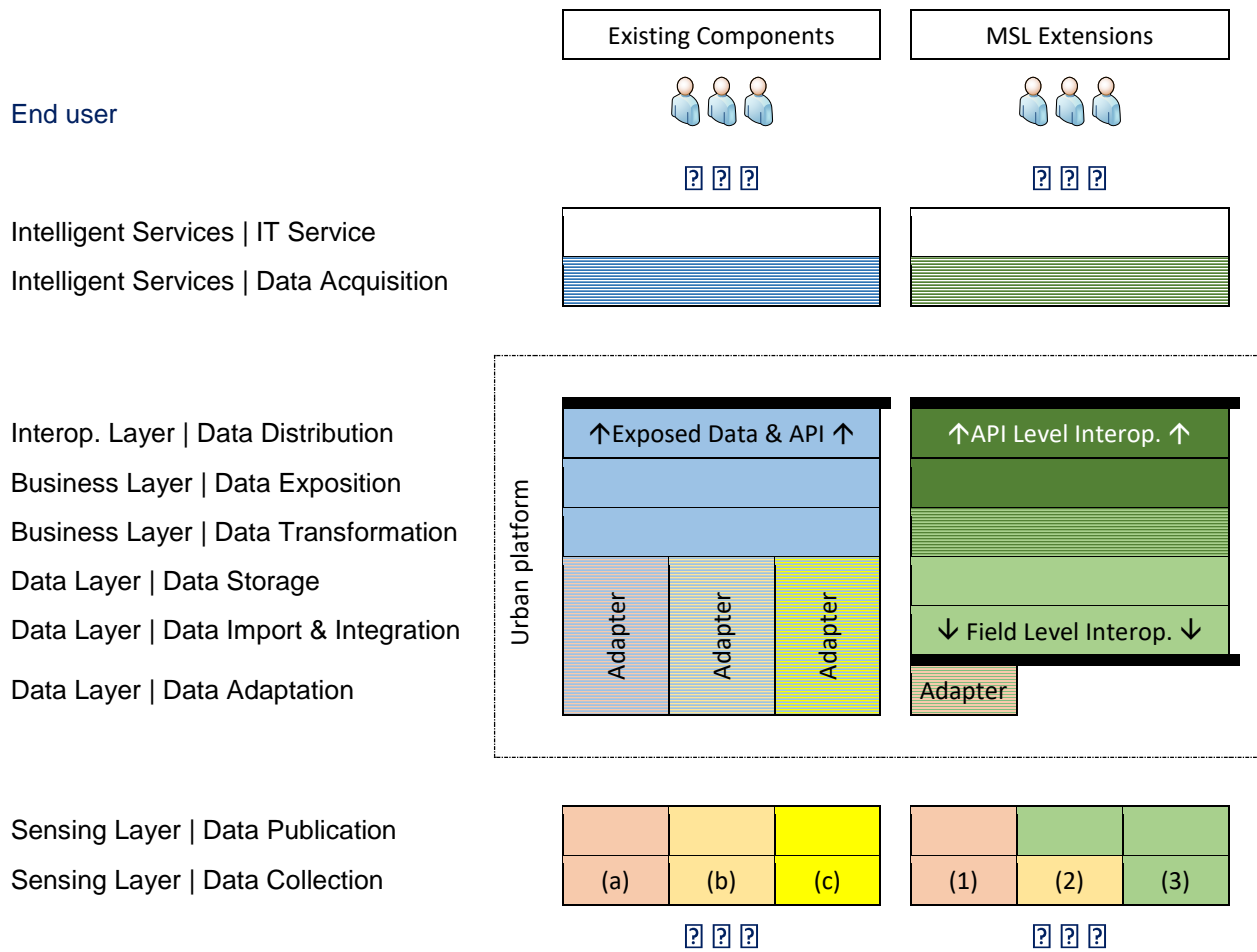 Existing Components
MSL Extensions
End user
? ? ?
? ? ?
Intelligent Services | IT Service
Intelligent Services | Data Acquisition
Urban platform
Interop. Layer | Data Distribution
↑Exposed Data & API ↑
↑API Level Interop. ↑
Business Layer | Data Exposition
Business Layer | Data Transformation
Data Layer | Data Storage
Data Layer | Data Import & Integration
Adapter
Adapter
Adapter
↓ Field Level Interop. ↓
Data Layer | Data Adaptation
Adapter
Sensing Layer | Data Publication
Sensing Layer | Data Collection
(a)
(b)
(c)
(1)
(2)
(3)
? ? ?
? ? ?